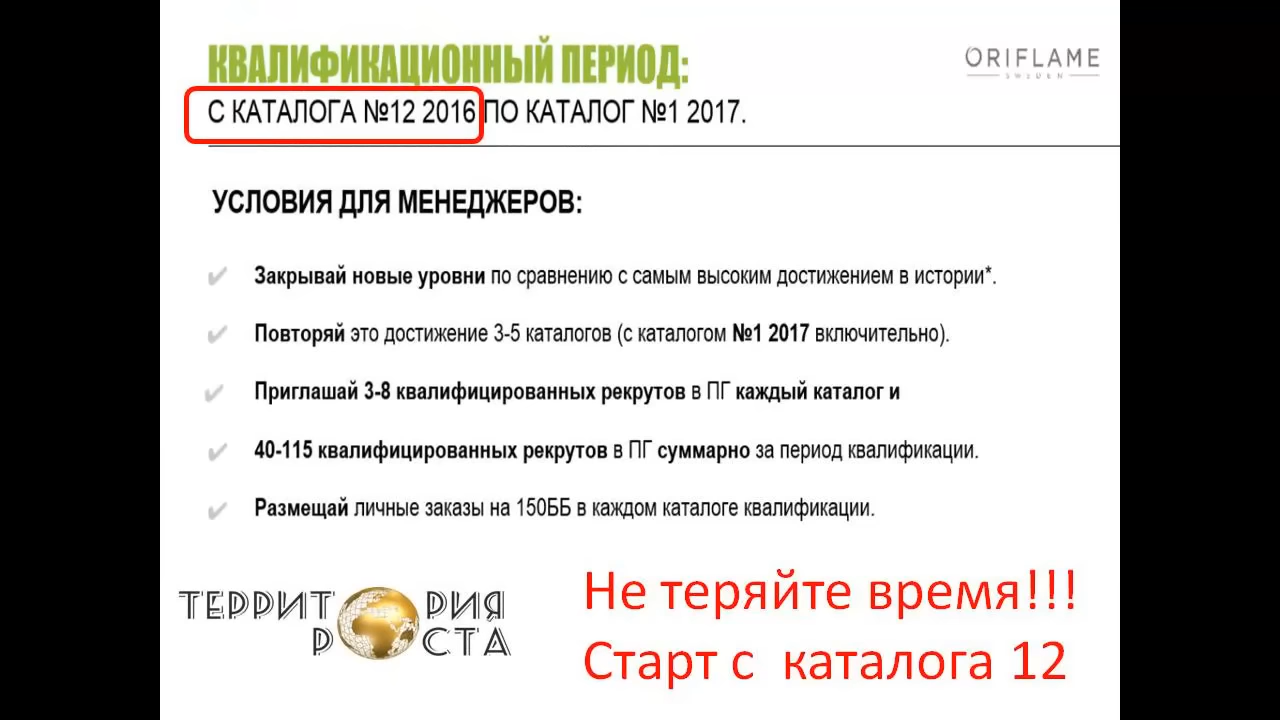 КВАЛИФИКАЦИОННЫЙ ПЕРИОД:
ORIFLAME
SWEDEN
С КАТАЛОГА №12 2016 ПО КАТАЛОГ №1 2017.
УСЛОВИЯ ДЛЯ МЕНЕДЖЕРОВ:
Закрывай новые уровни по сравнению с самым высоким достижением в истории*.
Повторяй это достижение 3-5 каталогов (с каталогом №1 2017 включительно).
Приглашай 3-8 квалифицированных рекрутов в ПГ каждый каталог и
40-115 квалифицированных рекрутов в ПГ суммарно за период квалификации.
Размещай личные заказы на 150ББ в каждом каталоге квалификации.
ТЕРРИТОРИЯ
РОСТА
Не теряйте время!!!
Старт с каталога 12